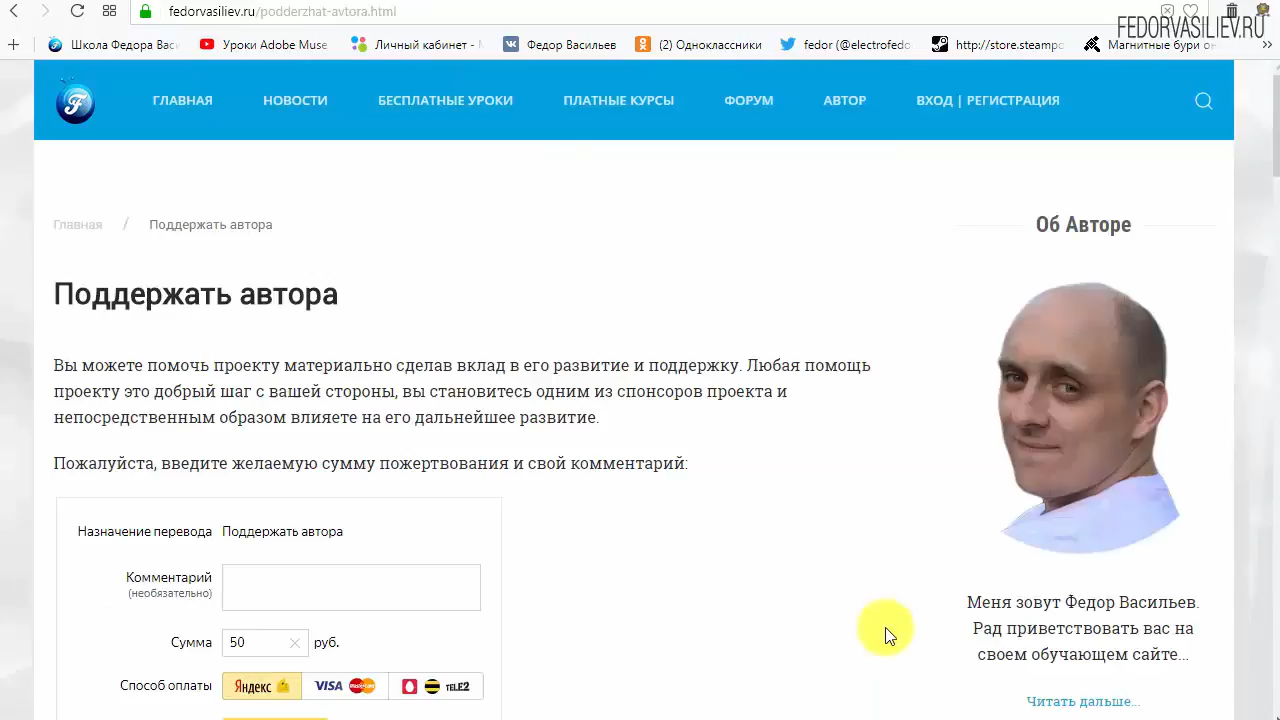 fedorvasiliev.ru/podderzhat-avtora.html
FEDORVASILIEV.RU
Школа Федора Васи
Уроки Adobe Muse
Личный кабинет - М
Федор Васильев
(2) Одноклассники
fedor (@electrofedo
http://store.steampo
Магнитные бури он
ГЛАВНАЯ
НОВОСТИ
БЕСПЛАТНЫЕ УРОКИ
ПЛАТНЫЕ КУРСЫ
ФОРУМ
АВТОР
ВХОД | РЕГИСТРАЦИЯ
Главная / Поддержать автора
Поддержать автора
Вы можете помочь проекту материально сделав вклад в его развитие и поддержку. Любая помощь
проекту это добрый шаг с вашей стороны, вы становитесь одним из спонсоров проекта и
непосредственным образом влияете на его дальнейшее развитие.
Пожалуйста, введите желаемую сумму пожертвования и свой комментарий:
Назначение перевода Поддержать автора
Комментарий
(необязательно)
Сумма 50 руб.
Способ оплаты Яндекс VISA MasterCard TELE2
Об Авторе
Меня зовут Федор Васильев.
Рад приветствовать вас на
своем обучающем сайте...
Читать дальше...